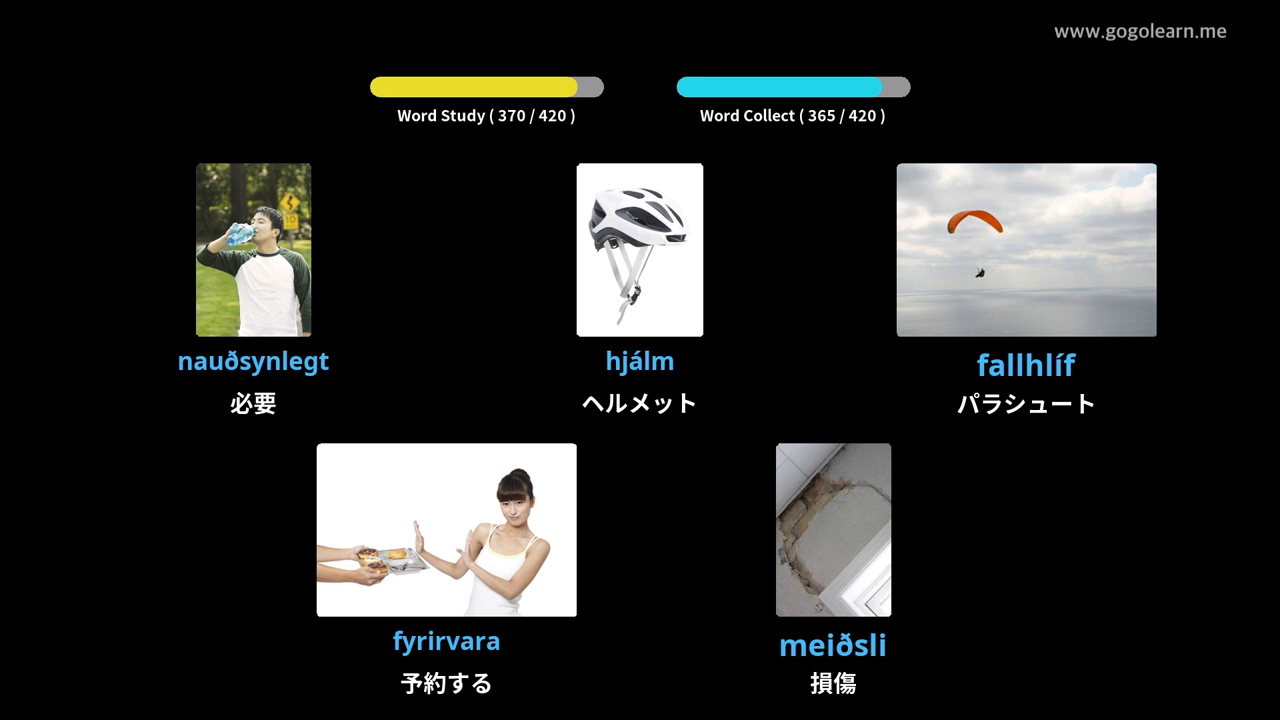 www.gogolearn.me
Word Study ( 370 / 420 )
Word Collect ( 365 / 420 )
nauðsynlegt
必要
hjálm
ヘルメット
fallhlíf
パラシュート
fyrirvara
予約する
meiðsli
損傷